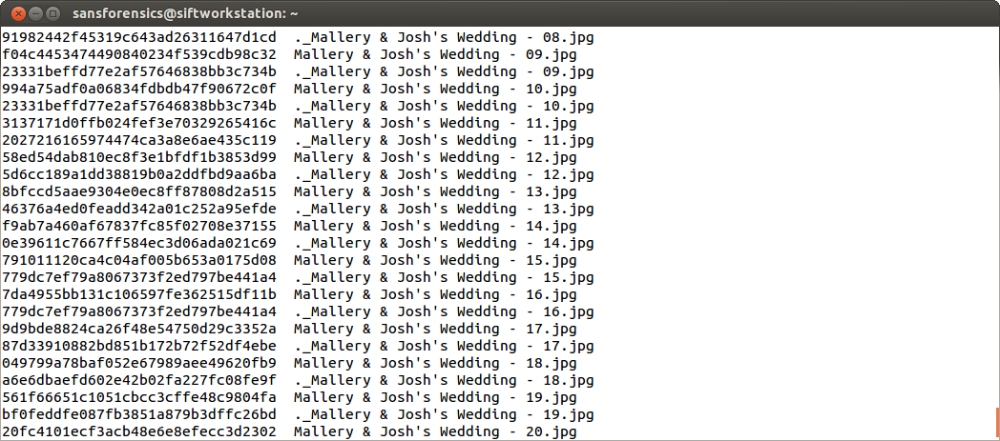 sansforensics@siftworkstation: ~
91982442f45319c643ad26311647d1cd  ._Mallery & Josh's Wedding - 08.jpg
f04c4453474490840234f539cdb98c32  Mallery & Josh's Wedding - 09.jpg
23331beffd77e2af57646838bb3c734b  ._Mallery & Josh's Wedding - 09.jpg
994a75adf0a06834fdbdb47f90672c0f  Mallery & Josh's Wedding - 10.jpg
23331beffd77e2af57646838bb3c734b  ._Mallery & Josh's Wedding - 10.jpg
3137171d0ffb024fef3e70329265416c  Mallery & Josh's Wedding - 11.jpg
2027216165974474ca3a8e6ae435c119  ._Mallery & Josh's Wedding - 11.jpg
58ed54dab810ec8f3e1bfdf1b3853d99  Mallery & Josh's Wedding - 12.jpg
5d6cc189a1dd38819b0a2ddfbd9aa6ba  ._Mallery & Josh's Wedding - 12.jpg
8bfccd5aae9304e0ec8ff87808d2a515  Mallery & Josh's Wedding - 13.jpg
46376a4ed0feadd342a01c252a95efde  ._Mallery & Josh's Wedding - 13.jpg
f9ab7a460af67837fc85f02708e37155  Mallery & Josh's Wedding - 14.jpg
0e39611c7667ff584ec3d06ada021c69  ._Mallery & Josh's Wedding - 14.jpg
791011120ca4c04af005b653a0175d08  Mallery & Josh's Wedding - 15.jpg
779dc7ef79a8067373f2ed797be441a4  ._Mallery & Josh's Wedding - 15.jpg
7da4955bb131c106597fe362515df11b  Mallery & Josh's Wedding - 16.jpg
779dc7ef79a8067373f2ed797be441a4  ._Mallery & Josh's Wedding - 16.jpg
9d9bde8824ca26f48e54750d29c3352a  Mallery & Josh's Wedding - 17.jpg
87d33910882bd851b172b72f52df4ebe  ._Mallery & Josh's Wedding - 17.jpg
049799a78baf052e67989aee49620fb9  Mallery & Josh's Wedding - 18.jpg
a6e6dbaefd602e42b02fa227fc08fe9f  ._Mallery & Josh's Wedding - 18.jpg
561f66651c1051cbcc3cffe48c9804fa  Mallery & Josh's Wedding - 19.jpg
bf0feddfe087fb3851a879b3dffc26bd  ._Mallery & Josh's Wedding - 19.jpg
20fc4101ecf3acb48e6e8efecc3d2302  Mallery & Josh's Wedding - 20.jpg